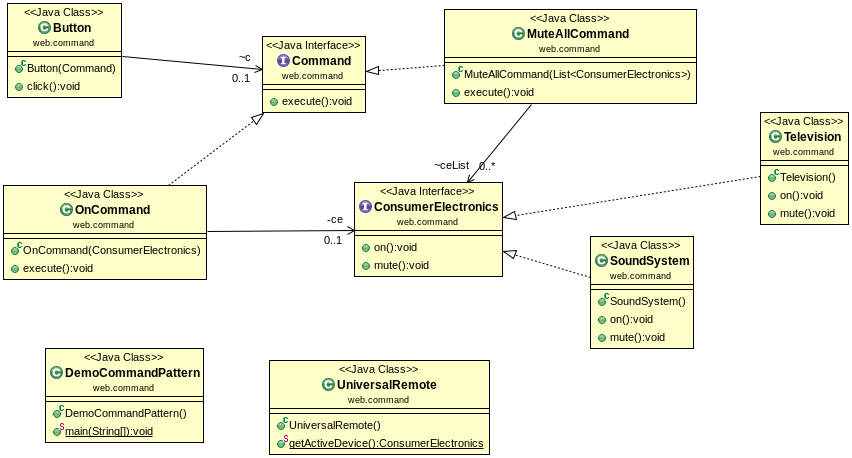 <<Java Class>>
Button
web.command
Button(Command)
click():void
~c
0..1
<<Java Interface>>
Command
web.command
execute():void
<<Java Class>>
MuteAllCommand
web.command
MuteAllCommand(List<ConsumerElectronics>)
execute():void
~ceList
0..*
<<Java Class>>
Television
web.command
Television()
on():void
mute():void
<<Java Class>>
OnCommand
web.command
OnCommand(ConsumerElectronics)
execute():void
-ce
0..1
<<Java Interface>>
ConsumerElectronics
web.command
on():void
mute():void
<<Java Class>>
SoundSystem
web.command
SoundSystem()
on():void
mute():void
<<Java Class>>
DemoCommandPattern
web.command
DemoCommandPattern()
main(String[]):void
<<Java Class>>
UniversalRemote
web.command
UniversalRemote()
getActiveDevice():ConsumerElectronics